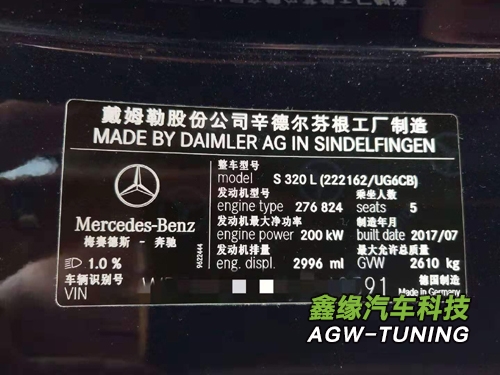 戴姆勒股份公司辛德尔芬根工厂制造
MADE BY DAIMLER AG IN SINDELFINGEN
整车型号
model S 320 L (222162/UG6CB)
发动机型号 乘坐人数
engine type 276 824 seats 5
发动机最大净功率 制造年月
engine power 200 kW built date 2017/07
发动机排量 最大允许总质量
eng. displ. 2996 ml GVW 2610 kg
Mercedes-Benz
梅赛德斯 - 奔驰
1.0 %
9622444
车辆识别号
VIN W 91
德国制造
Made in Germany
鑫缘汽车科技
AGW-TUNING